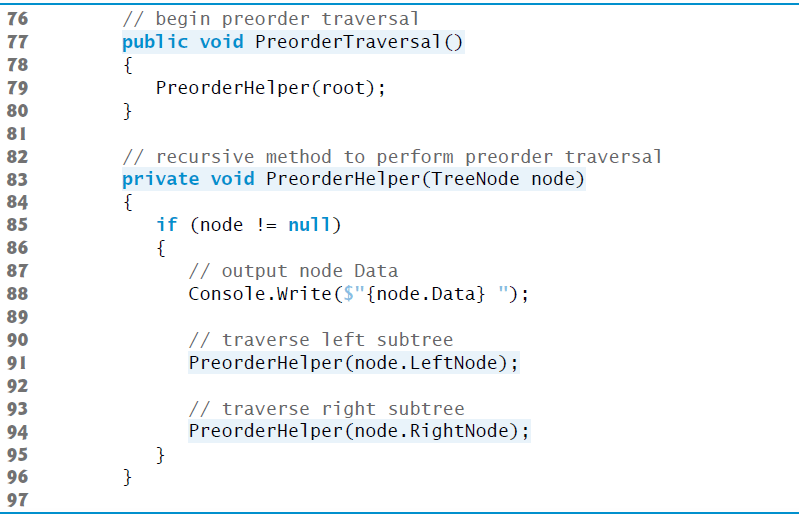 76 // begin preorder traversal
77 public void PreorderTraversal()
78 {
79 PreorderHelper(root);
80 }
81
82 // recursive method to perform preorder traversal
83 private void PreorderHelper(TreeNode node)
84 {
85 if (node != null)
86 {
87 // output node Data
88 Console.Write($"{node.Data} ");
89
90 // traverse left subtree
91 PreorderHelper(node.LeftNode);
92
93 // traverse right subtree
94 PreorderHelper(node.RightNode);
95 }
96 }
97